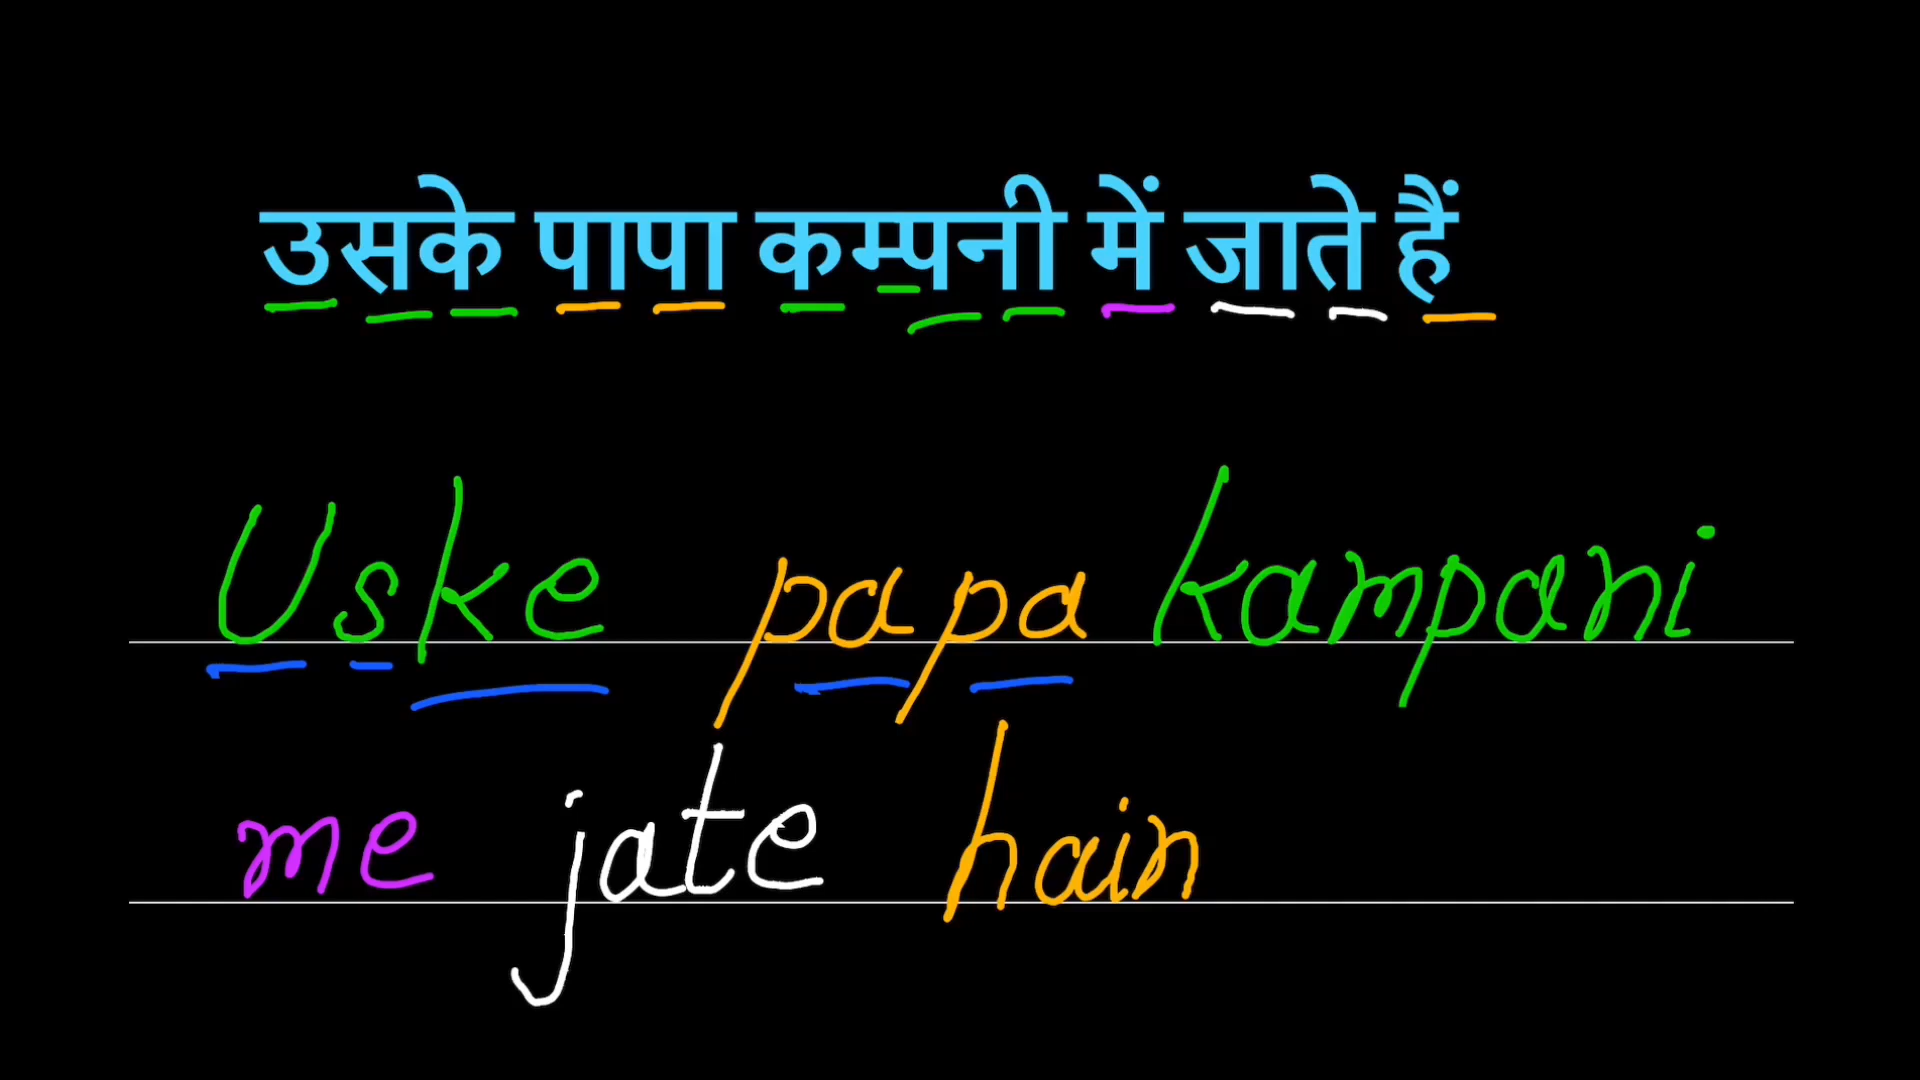 उसके पापा कम्पनी में जाते हैं
Uske papa kampani
me jate hain